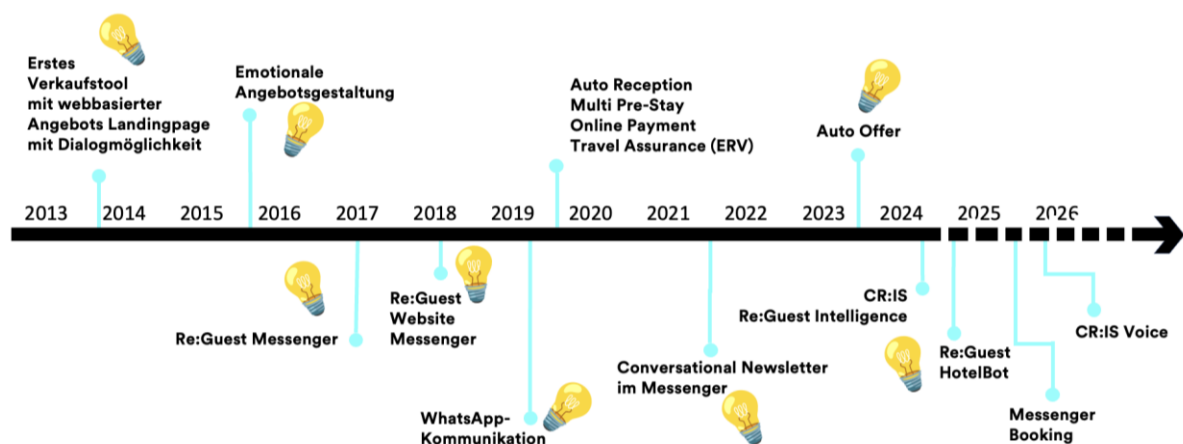 Erstes
Verkaufstool
mit webbasierter
Angebots Landingpage
mit Dialogmöglichkeit
Emotionale
Angebotsgestaltung
Auto Reception
Multi Pre-Stay
Online Payment
Travel Assurance (ERV)
Auto Offer
2013 2014 2015 2016 2017 2018 2019 2020 2021 2022 2023 2024 2025 2026
Re:Guest Messenger
Re:Guest
Website
Messenger
WhatsApp-
Kommunikation
Conversational Newsletter
im Messenger
CR:IS
Re:Guest Intelligence
Re:Guest
HotelBot
Messenger
Booking
CR:IS Voice